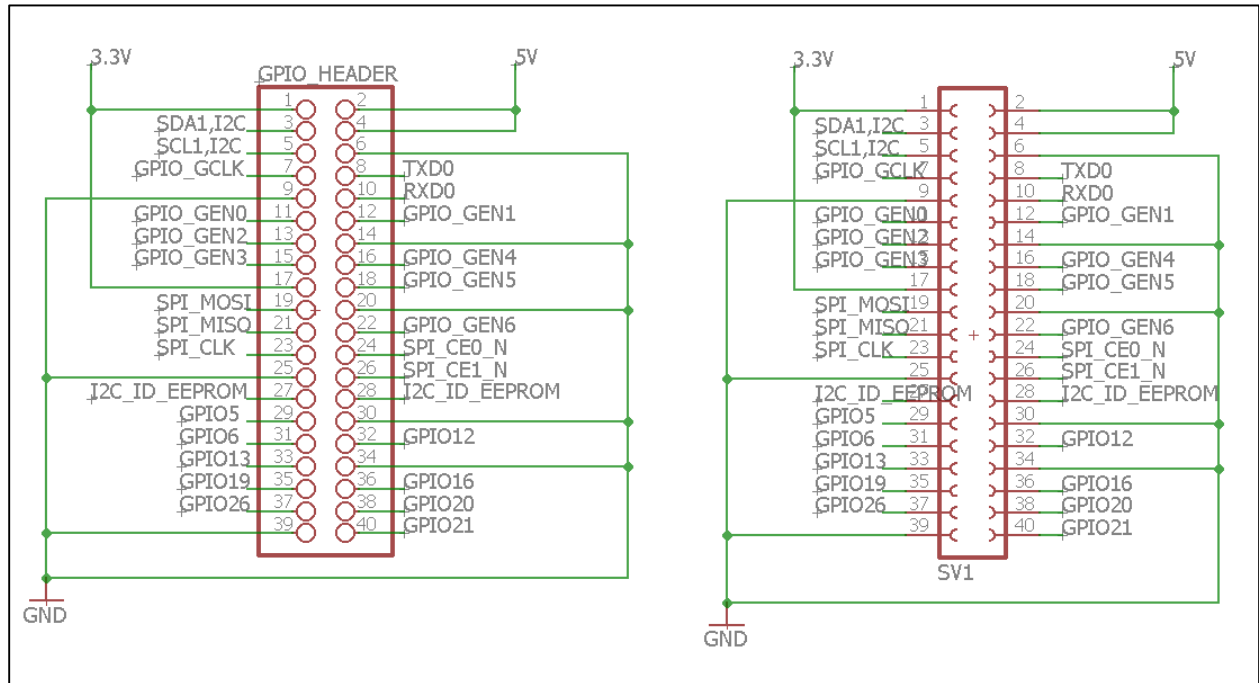 3.3V 5V
GPIO_HEADER
1 2
SDA1,I2C 3 4
SCL1,I2C 5 6
GPIO_GCLK 7 8 TXD0
9 10 RXD0
GPIO_GEN0 11 12 GPIO_GEN1
GPIO_GEN2 13 14
GPIO_GEN3 15 16 GPIO_GEN4
17 18 GPIO_GEN5
SPI_MOSI 19 20
SPI_MISO 21 22 GPIO_GEN6
SPI_CLK 23 24 SPI_CE0_N
25 26 SPI_CE1_N
I2C_ID_EEPROM 27 28 I2C_ID_EEPROM
GPIO5 29 30
GPIO6 31 32 GPIO12
GPIO13 33 34
GPIO19 35 36 GPIO16
GPIO26 37 38 GPIO20
39 40 GPIO21
GND
3.3V 5V
1 2
SDA1,I2C 3 4
SCL1,I2C 5 6
GPIO_GCLK 7 8 TXD0
9 10 RXD0
GPIO_GEN0 12 GPIO_GEN1
GPIO_GEN2 14
GPIO_GEN3 16 GPIO_GEN4
17 18 GPIO_GEN5
SPI_MOSI 19 20
SPI_MISO 21 22 GPIO_GEN6
SPI_CLK 23 24 SPI_CE0_N
25 26 SPI_CE1_N
I2C_ID_EEPROM 28 I2C_ID_EEPROM
GPIO5 29 30
GPIO6 31 32 GPIO12
GPIO13 33 34
GPIO19 35 36 GPIO16
GPIO26 37 38 GPIO20
39 40 GPIO21
SV1
GND